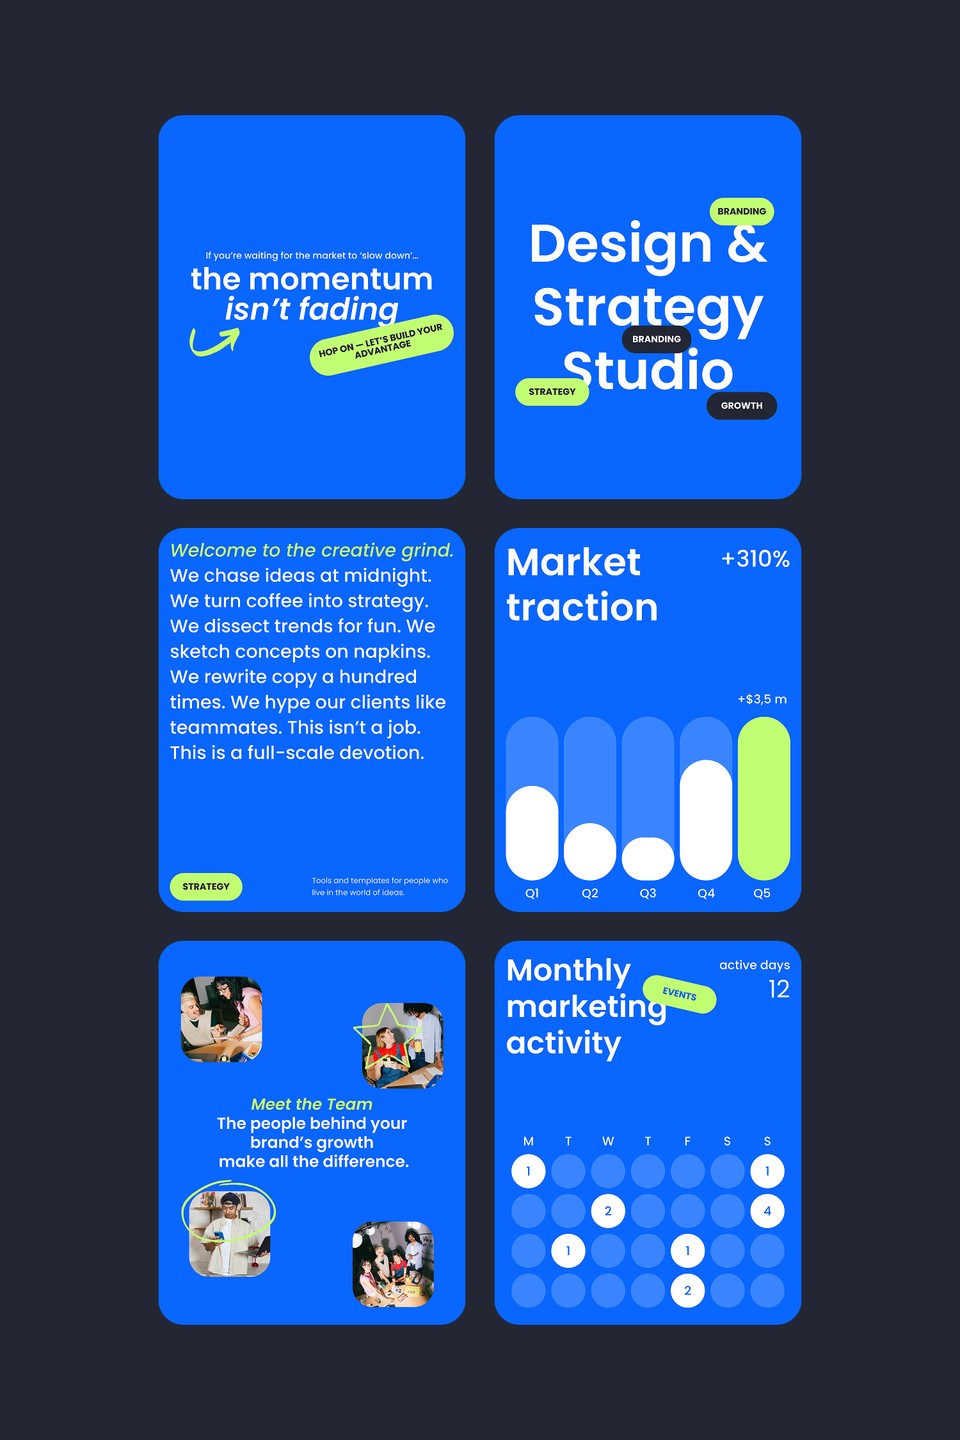 If you’re waiting for the market to ‘slow down’...
the momentum
isn’t fading
HOP ON — LET’S BUILD YOUR
ADVANTAGE
BRANDING
Design &
Strategy
BRANDING
Studio
STRATEGY
GROWTH
Welcome to the creative grind.
We chase ideas at midnight.
We turn coffee into strategy.
We dissect trends for fun. We
sketch concepts on napkins.
We rewrite copy a hundred
times. We hype our clients like
teammates. This isn’t a job.
This is a full-scale devotion.
STRATEGY
Tools and templates for people who
live in the world of ideas.
Market
traction
+310%
+$3,5 m
Q1 Q2 Q3 Q4 Q5
Meet the Team
The people behind your
brand’s growth
make all the difference.
Monthly
marketing
activity
EVENTS
active days
12
M T W T F S S
1 1
2 4
1 1
2